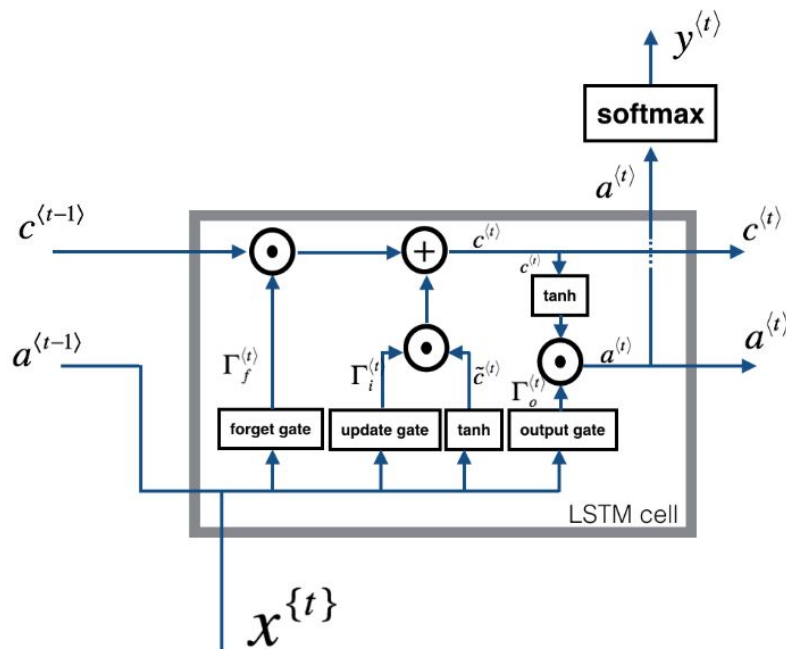 y⟨t⟩
softmax
a⟨t⟩
c⟨t-1⟩ c⟨t⟩ c⟨t⟩
c⟨t⟩
tanh
a⟨t-1⟩ Γf⟨t⟩ Γi⟨t⟩ c̃⟨t⟩ Γo⟨t⟩ a⟨t⟩ a⟨t⟩
forget gate update gate tanh output gate
LSTM cell
x{t}